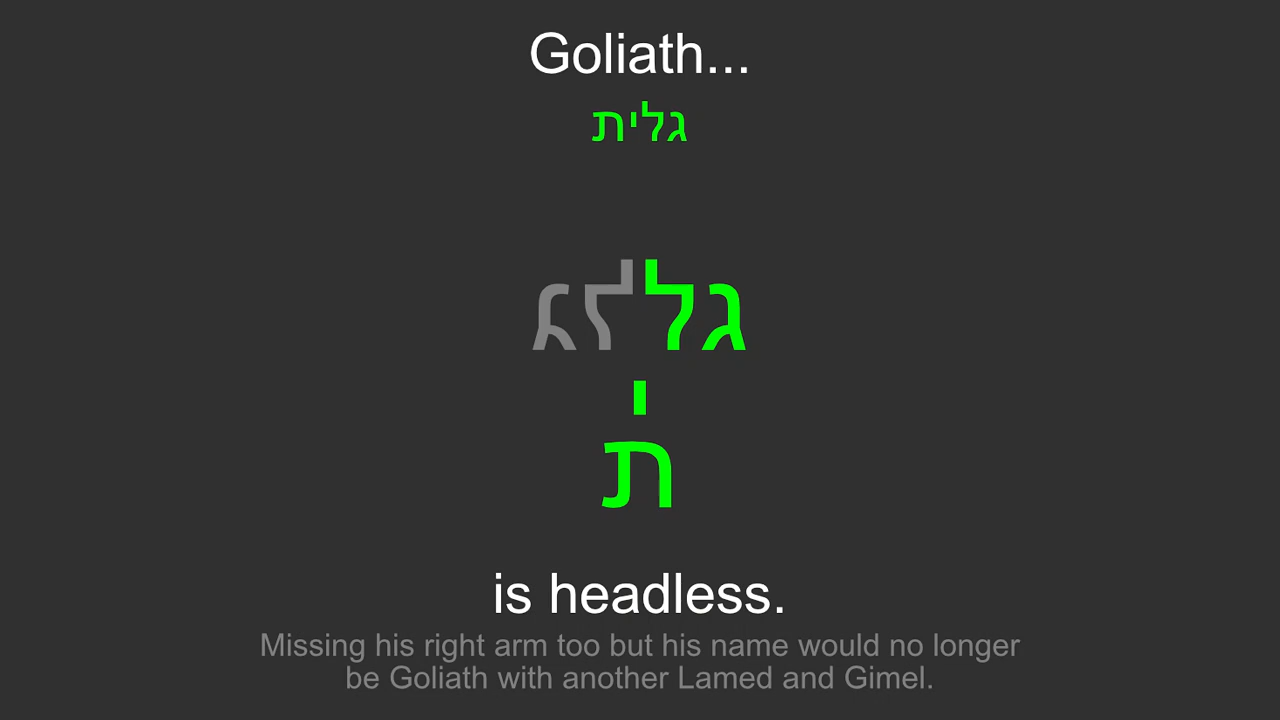 Goliath...
גלית
גל
י
ת
is headless.
Missing his right arm too but his name would no longer
be Goliath with another Lamed and Gimel.